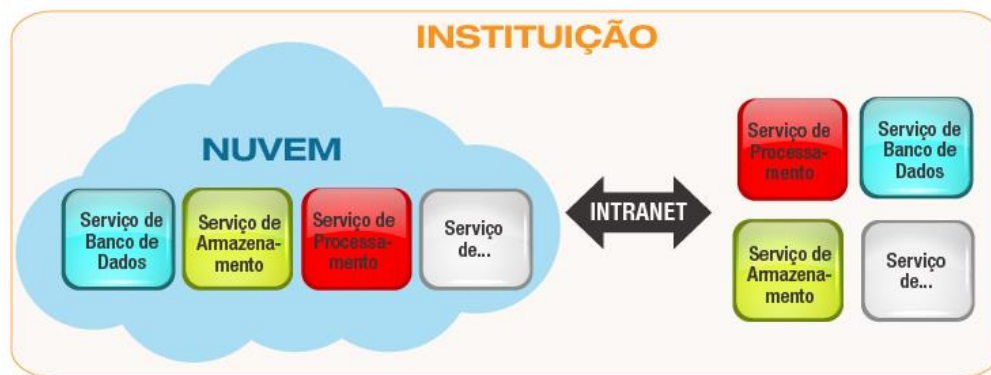 INSTITUIÇÃO
NUVEM
Serviço de
Banco de
Dados
Serviço de
Armazena-
mento
Serviço de
Processa-
mento
Serviço
de...
INTRANET
Serviço de
Processa-
mento
Serviço de
Banco de
Dados
Serviço de
Armazena-
mento
Serviço
de...